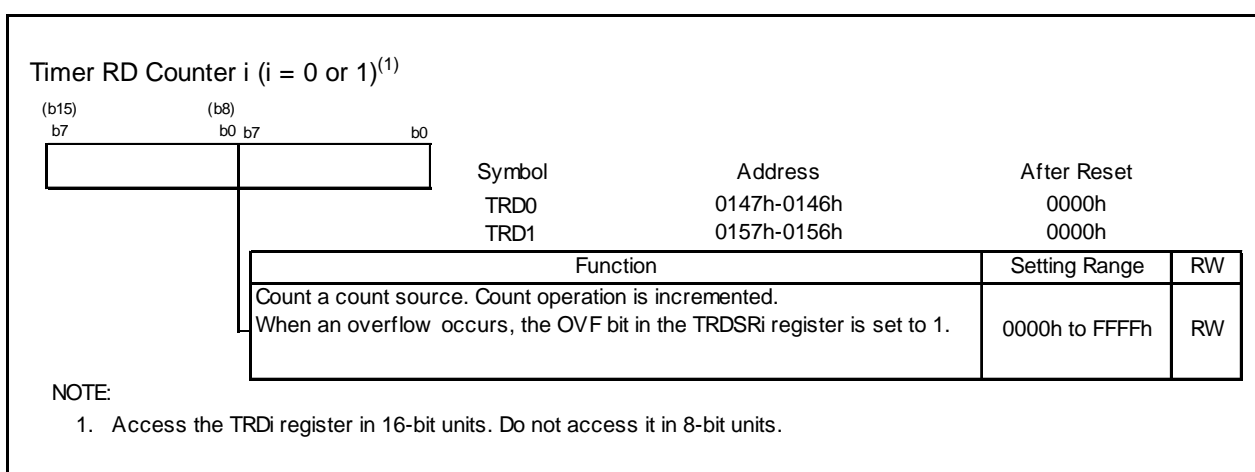 Timer RD Counter i (i = 0 or 1)(1)
(b15) (b8)
b7 b0 b7 b0
Symbol Address After Reset
TRD0 0147h-0146h 0000h
TRD1 0157h-0156h 0000h
Function Setting Range RW
Count a count source. Count operation is incremented.
When an overflow occurs, the OVF bit in the TRDSRi register is set to 1. 0000h to FFFFh RW
NOTE:
1. Access the TRDi register in 16-bit units. Do not access it in 8-bit units.